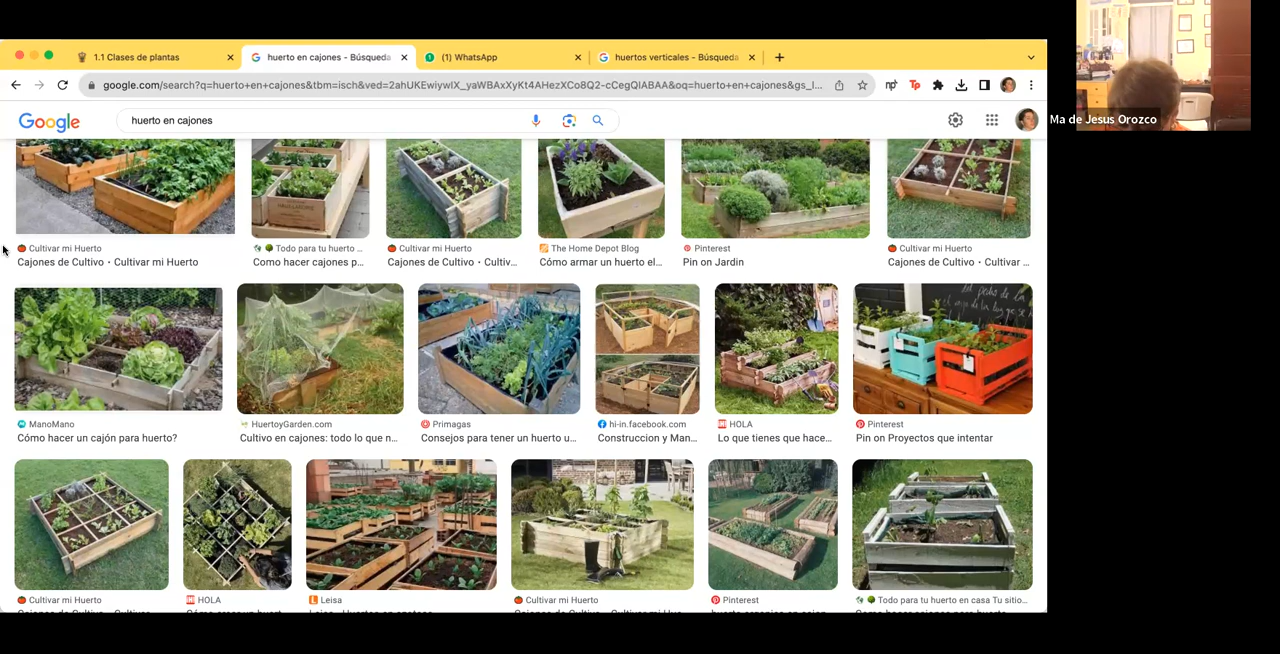 1.1 Clases de plantas
huerto en cajones - Búsqueda
(1) WhatsApp
huertos verticales - Búsqueda
google.com/search?q=huerto+en+cajones&tbm=isch&ved=2ahUKEwiywIX_yaWBAxXyKt4AHezXCo8Q2-cCegQIABAA&oq=huerto+en+cajones&gs_l...
Google
huerto en cajones
Ma de Jesus Orozco
Cultivar mi Huerto
Cajones de Cultivo · Cultivar mi Huerto
Todo para tu huerto ...
Como hacer cajones p...
Cultivar mi Huerto
Cajones de Cultivo · Cultiv...
The Home Depot Blog
Cómo armar un huerto el...
Pinterest
Pin on Jardin
Cultivar mi Huerto
Cajones de Cultivo · Cultivar ...
ManoMano
Cómo hacer un cajón para huerto?
HuertoyGarden.com
Cultivo en cajones: todo lo que n...
Primagas
Consejos para tener un huerto u...
hi-in.facebook.com
Construccion y Man...
HOLA
Lo que tienes que hace...
Pinterest
Pin on Proyectos que intentar
Cultivar mi Huerto
HOLA
Leisa
Cultivar mi Huerto
Pinterest
Todo para tu huerto en casa Tu sitio...